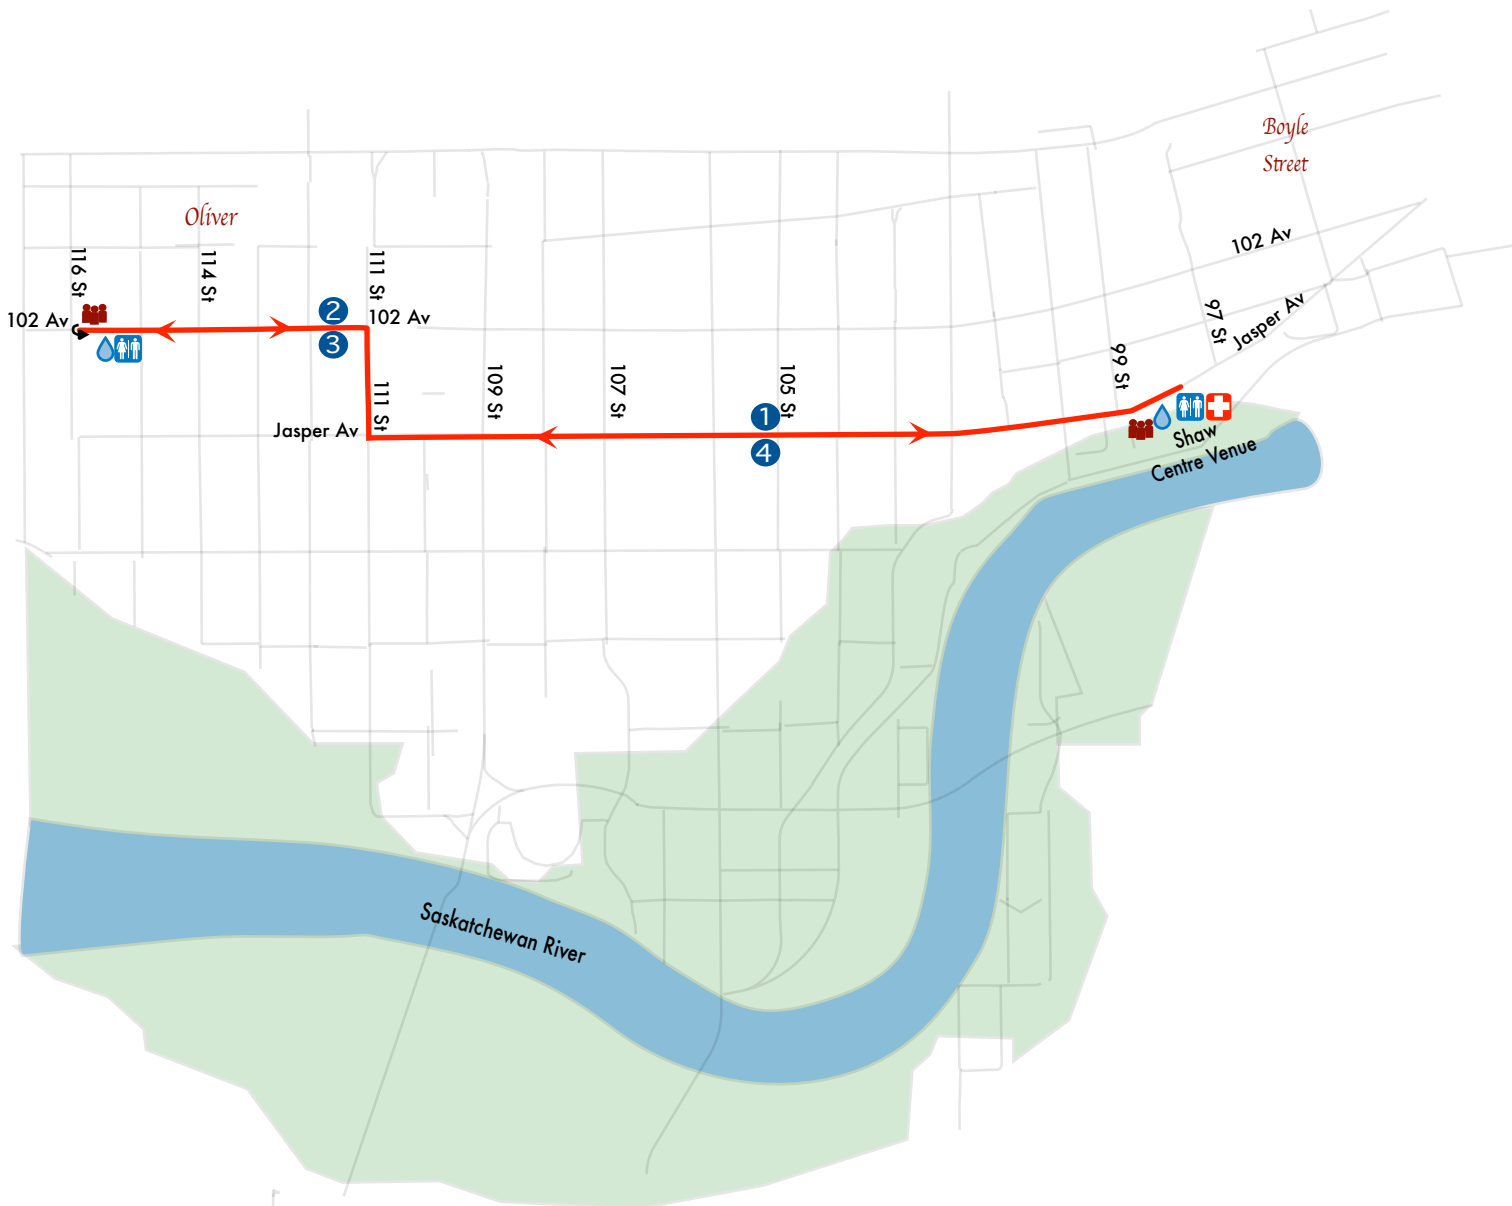 Boyle
Street
Oliver
102 Av
116 St
114 St
111 St
97 St
Jasper Av
102 Av
2
102 Av
3
99 St
111 St
109 St
107 St
105 St
1
Jasper Av
4
Shaw
Centre Venue
Saskatchewan River